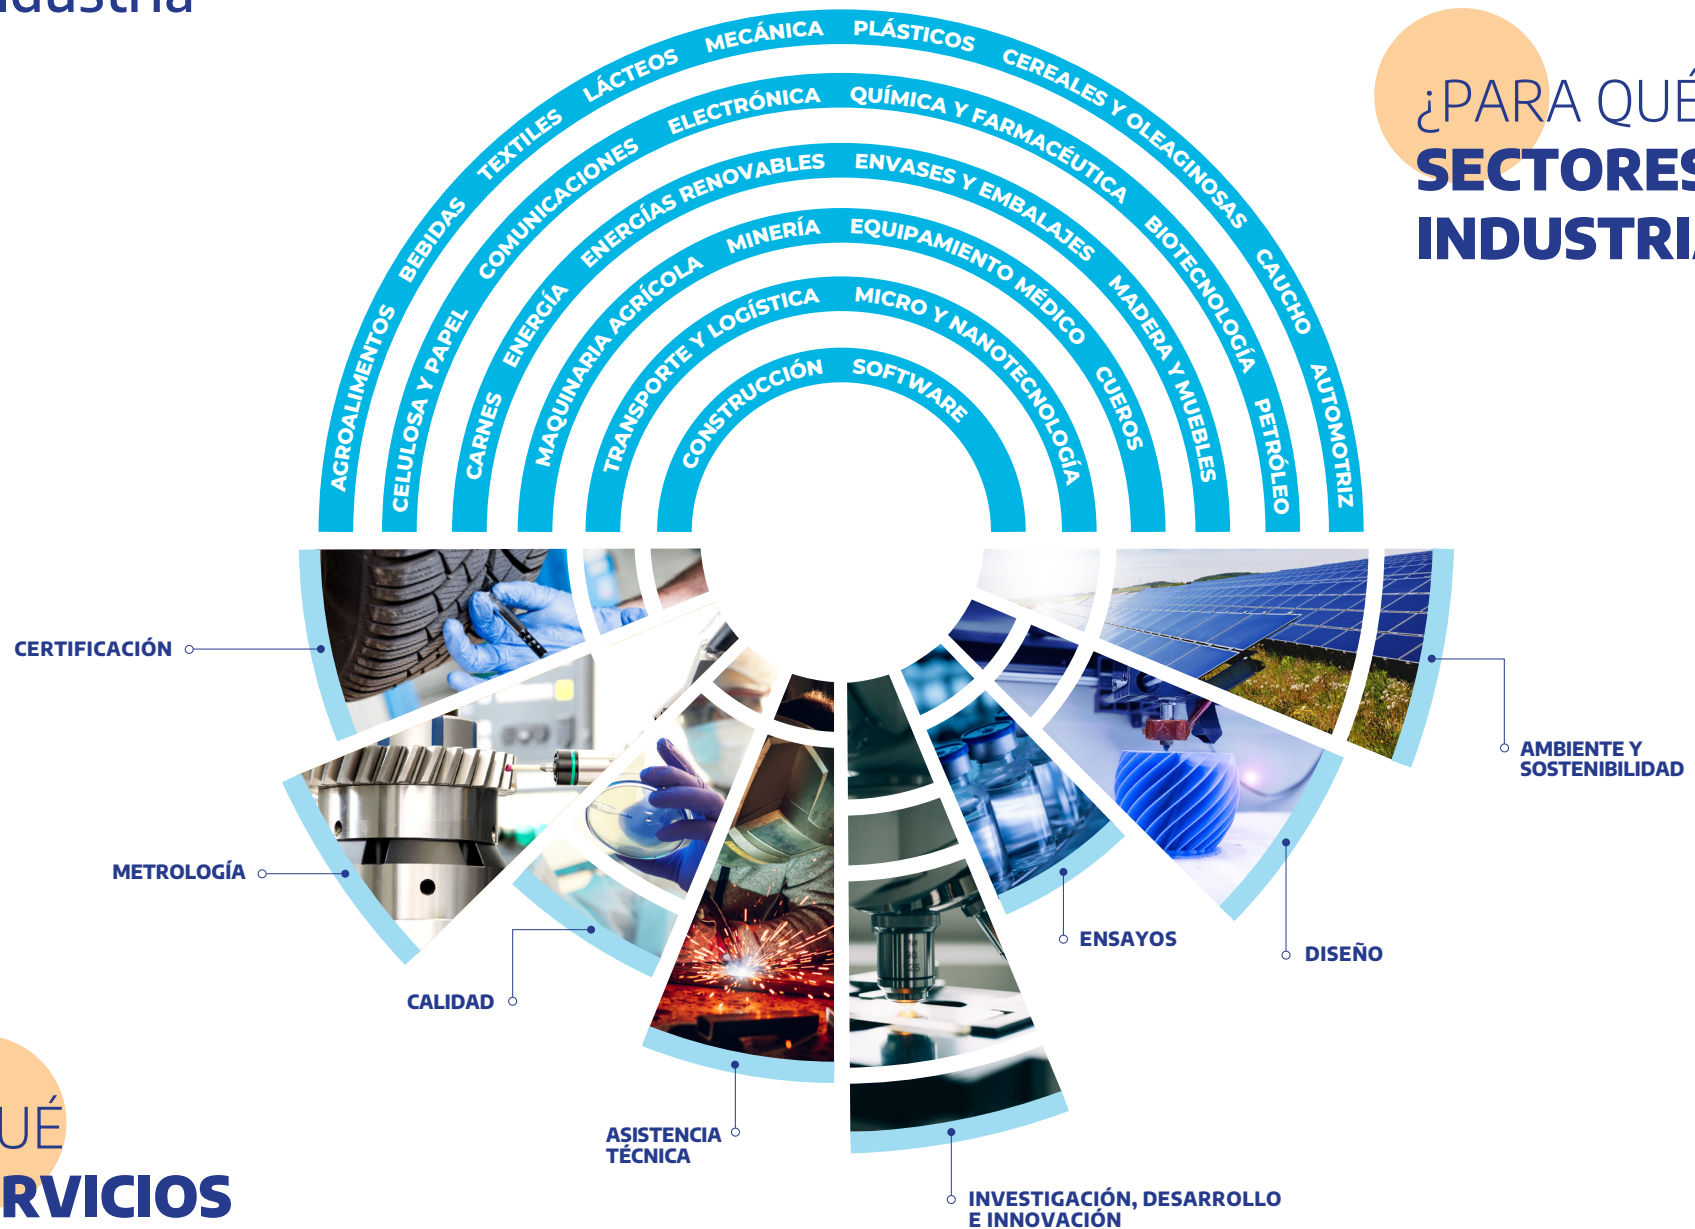 ndustria
¿PARA QUÉ
SECTORES
INDUSTRIA
AGROALIMENTOS BEBIDAS TEXTILES LÁCTEOS MECÁNICA PLÁSTICOS CEREALES Y OLEAGINOSAS CAUCHO AUTOMOTRIZ
CELULOSA Y PAPEL COMUNICACIONES ELECTRÓNICA QUÍMICA Y FARMACÉUTICA BIOTECNOLOGÍA PETRÓLEO
CARNES ENERGÍA ENERGÍAS RENOVABLES ENVASES Y EMBALAJES MADERA Y MUEBLES
MAQUINARIA AGRÍCOLA MINERÍA EQUIPAMIENTO MÉDICO CUEROS
TRANSPORTE Y LOGÍSTICA MICRO Y NANOTECNOLOGÍA
CONSTRUCCIÓN SOFTWARE
CERTIFICACIÓN
METROLOGÍA
CALIDAD
ASISTENCIA
TÉCNICA
INVESTIGACIÓN, DESARROLLO
E INNOVACIÓN
ENSAYOS
DISEÑO
AMBIENTE Y
SOSTENIBILIDAD
UÉ
RVICIOS